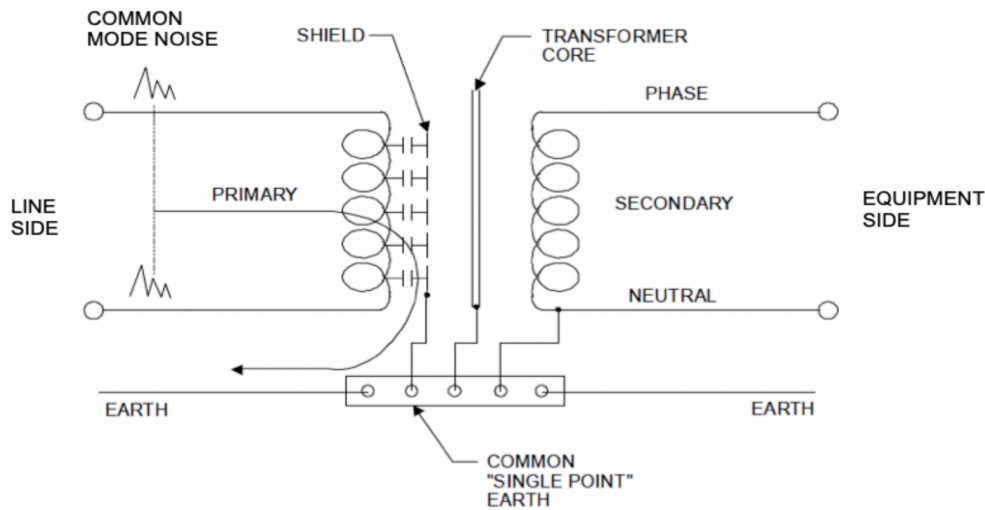 COMMON
MODE NOISE
SHIELD
TRANSFORMER
CORE
PHASE
LINE
SIDE
PRIMARY
SECONDARY
EQUIPMENT
SIDE
NEUTRAL
EARTH
EARTH
COMMON
"SINGLE POINT"
EARTH